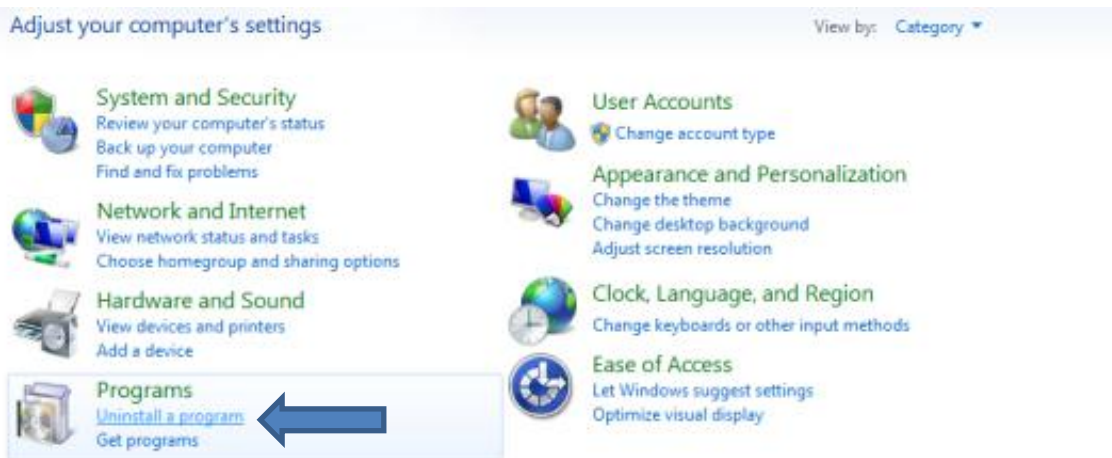 Adjust your computer's settings
View by: Category
System and Security
Review your computer's status
Back up your computer
Find and fix problems
Network and Internet
View network status and tasks
Choose homegroup and sharing options
Hardware and Sound
View devices and printers
Add a device
Programs
Uninstall a program
Get programs
User Accounts
Change account type
Appearance and Personalization
Change the theme
Change desktop background
Adjust screen resolution
Clock, Language, and Region
Change keyboards or other input methods
Ease of Access
Let Windows suggest settings
Optimize visual display